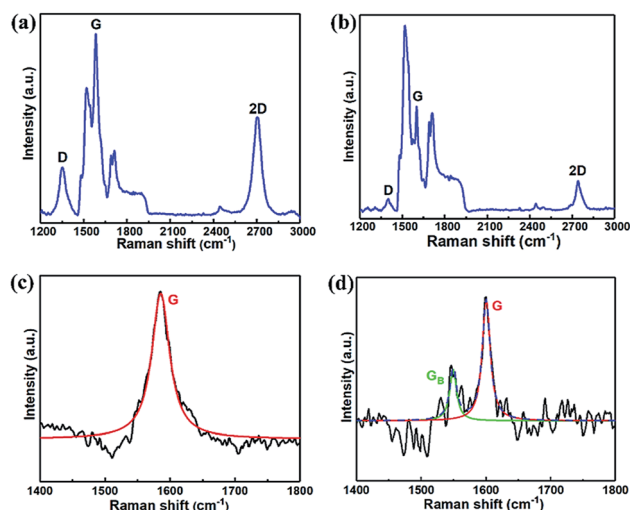 (a)
G
D
2D
Intensity (a.u.)
1200 1500 1800 2100 2400 2700 3000
Raman shift (cm⁻¹)
(b)
G
D
2D
Intensity (a.u.)
1200 1500 1800 2100 2400 2700 3000
Raman shift (cm⁻¹)
(c)
G
Intensity (a.u.)
1400 1500 1600 1700 1800
Raman shift (cm⁻¹)
(d)
G
G_B
Intensity (a.u.)
1400 1500 1600 1700 1800
Raman shift (cm⁻¹)